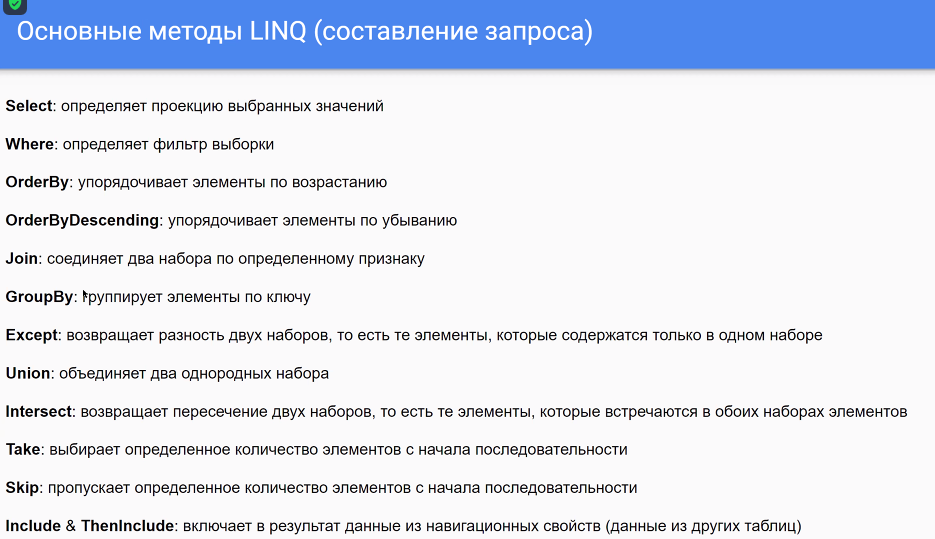 Основные методы LINQ (составление запроса)
Select: определяет проекцию выбранных значений
Where: определяет фильтр выборки
OrderBy: упорядочивает элементы по возрастанию
OrderByDescending: упорядочивает элементы по убыванию
Join: соединяет два набора по определенному признаку
GroupBy: группирует элементы по ключу
Except: возвращает разность двух наборов, то есть те элементы, которые содержатся только в одном наборе
Union: объединяет два однородных набора
Intersect: возвращает пересечение двух наборов, то есть те элементы, которые встречаются в обоих наборах элементов
Take: выбирает определенное количество элементов с начала последовательности
Skip: пропускает определенное количество элементов с начала последовательности
Include & ThenInclude: включает в результат данные из навигационных свойств (данные из других таблиц)